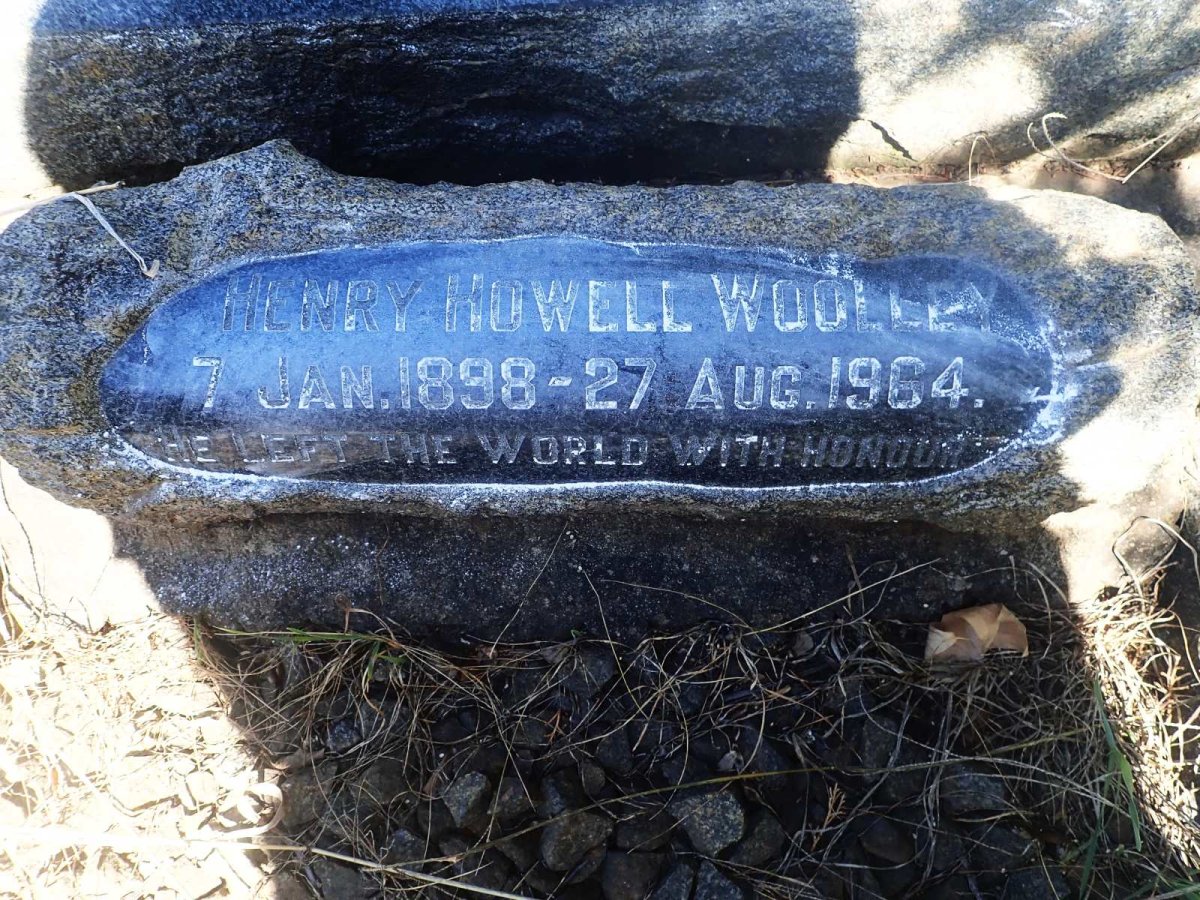 HENRY HOWELL WOOLLEY
7 JAN. 1898 - 27 AUG. 1964.
HE LEFT THE WORLD WITH HONOUR